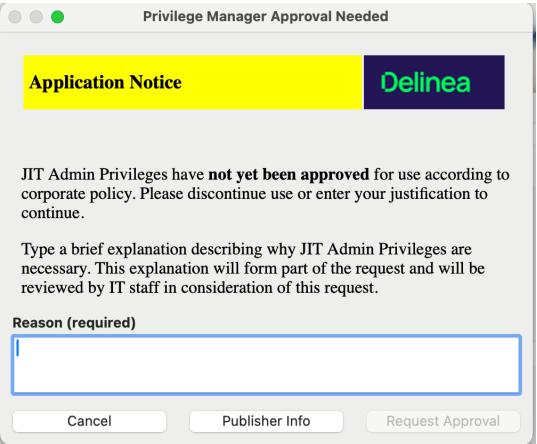 Privilege Manager Approval Needed
Application Notice
Delinea
JIT Admin Privileges have not yet been approved for use according to
corporate policy. Please discontinue use or enter your justification to
continue.
Type a brief explanation describing why JIT Admin Privileges are
necessary. This explanation will form part of the request and will be
reviewed by IT staff in consideration of this request.
Reason (required)
Cancel
Publisher Info
Request Approval